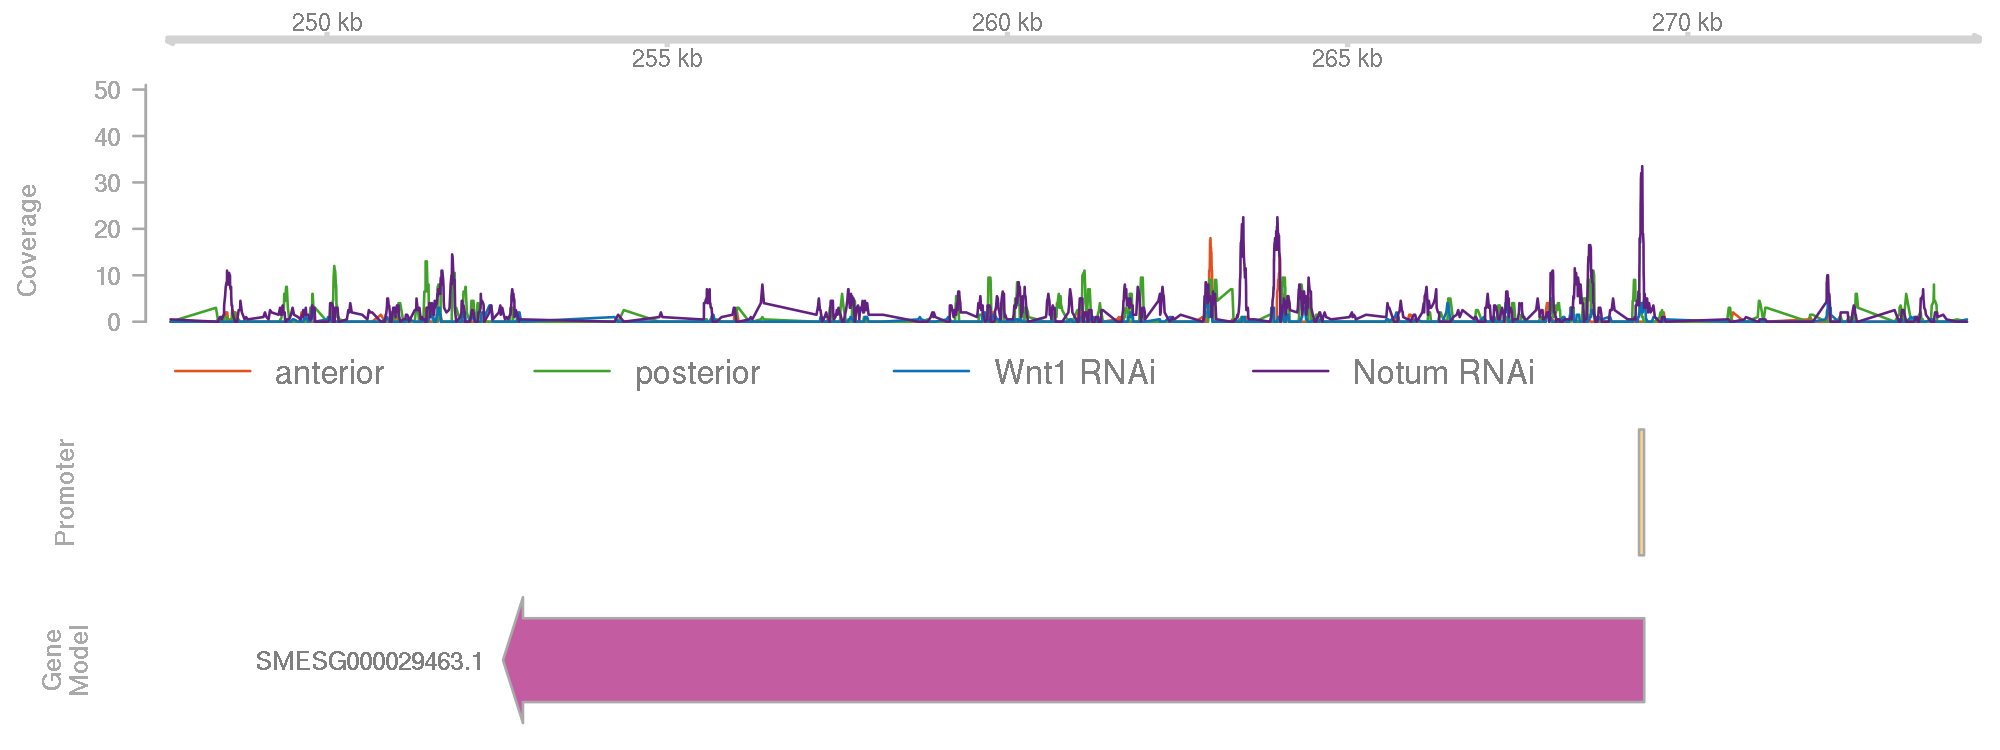 250 kb 260 kb 270 kb
255 kb 265 kb
Coverage
50
40
30
20
10
0
anterior posterior Wnt1 RNAi Notum RNAi
Promoter
Gene
Model
SMESG000029463.1